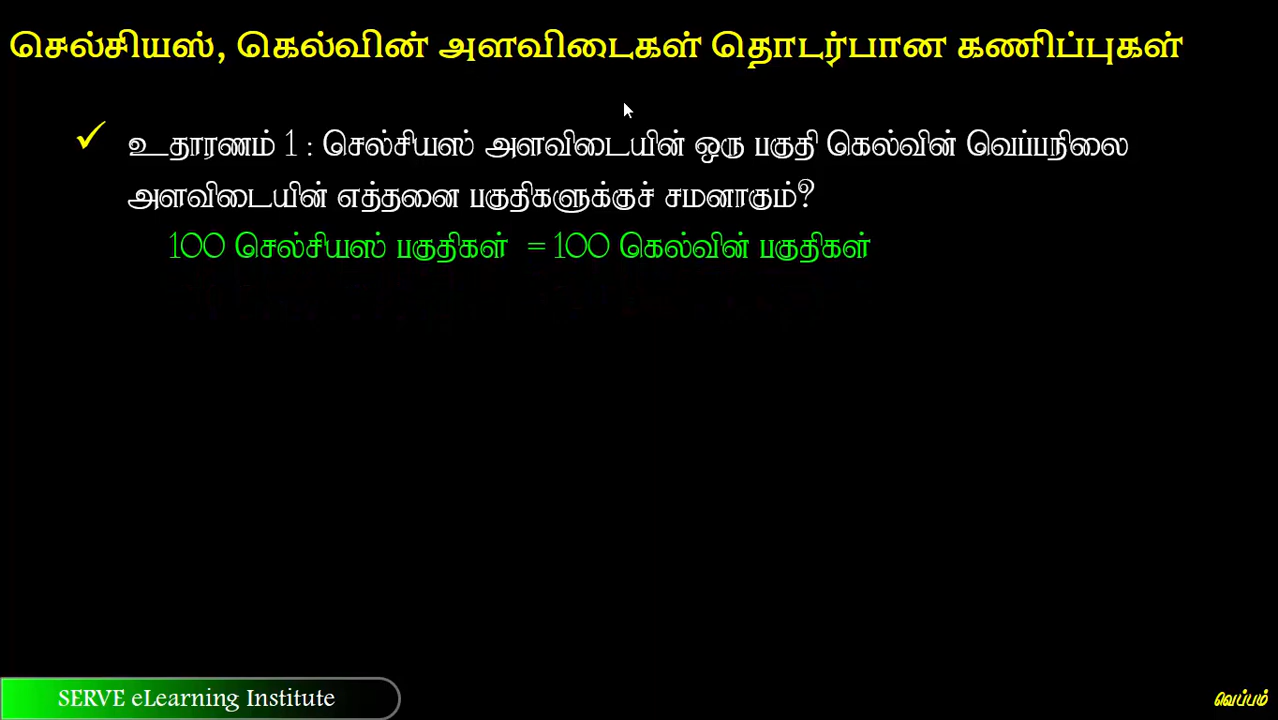 செல்சியஸ், கெல்வின் அளவிடைகள் தொடர்பான கணிப்புகள்
✓ உதாரணம் 1 : செல்சியஸ் அளவிடையின் ஒரு பகுதி கெல்வின் வெப்பநிலை
அளவிடையின் எத்தனை பகுதிகளுக்குச் சமனாகும்?
100 செல்சியஸ் பகுதிகள் = 100 கெல்வின் பகுதிகள்
SERVE eLearning Institute
வெப்பம்